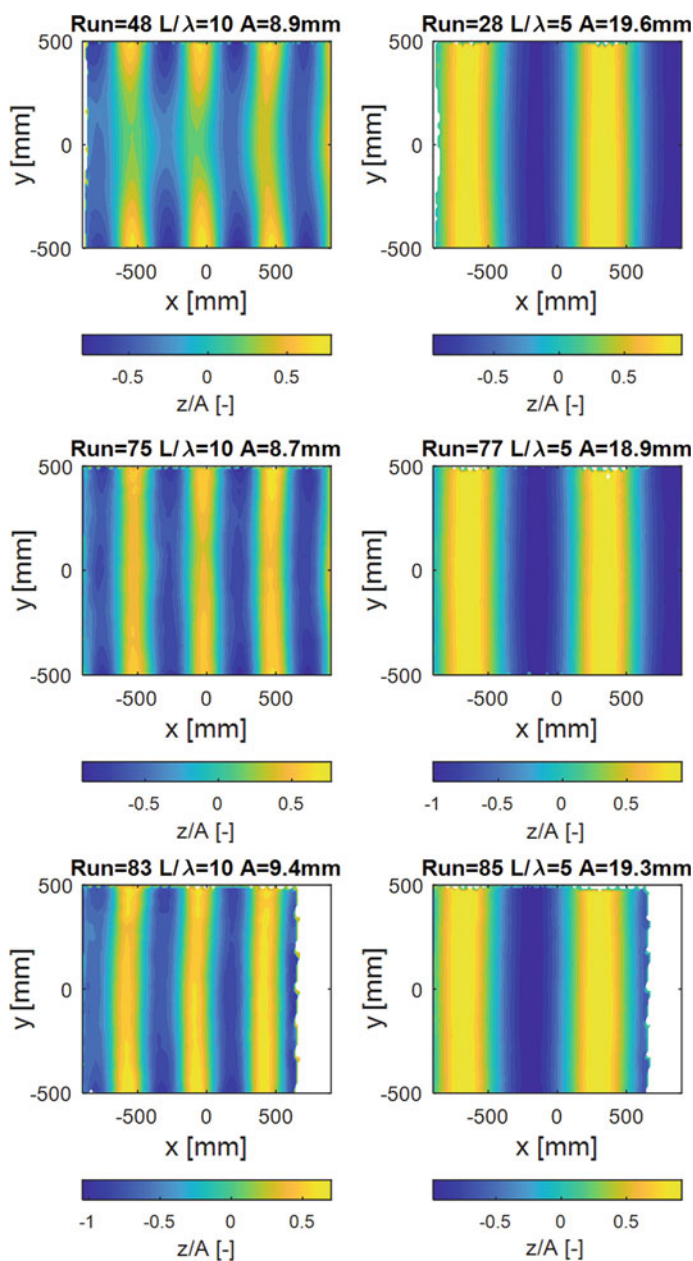 Run=48 L/λ=10 A=8.9mm
500
0
-500
y [mm]
-500 0 500
x [mm]
-0.5 0 0.5
z/A [-]
Run=28 L/λ=5 A=19.6mm
500
0
-500
y [mm]
-500 0 500
x [mm]
-0.5 0 0.5
z/A [-]
Run=75 L/λ=10 A=8.7mm
500
0
-500
y [mm]
-500 0 500
x [mm]
-0.5 0 0.5
z/A [-]
Run=77 L/λ=5 A=18.9mm
500
0
-500
y [mm]
-500 0 500
x [mm]
-1 -0.5 0 0.5
z/A [-]
Run=83 L/λ=10 A=9.4mm
500
0
-500
y [mm]
-500 0 500
x [mm]
-1 -0.5 0 0.5
z/A [-]
Run=85 L/λ=5 A=19.3mm
500
0
-500
y [mm]
-500 0 500
x [mm]
-0.5 0 0.5
z/A [-]